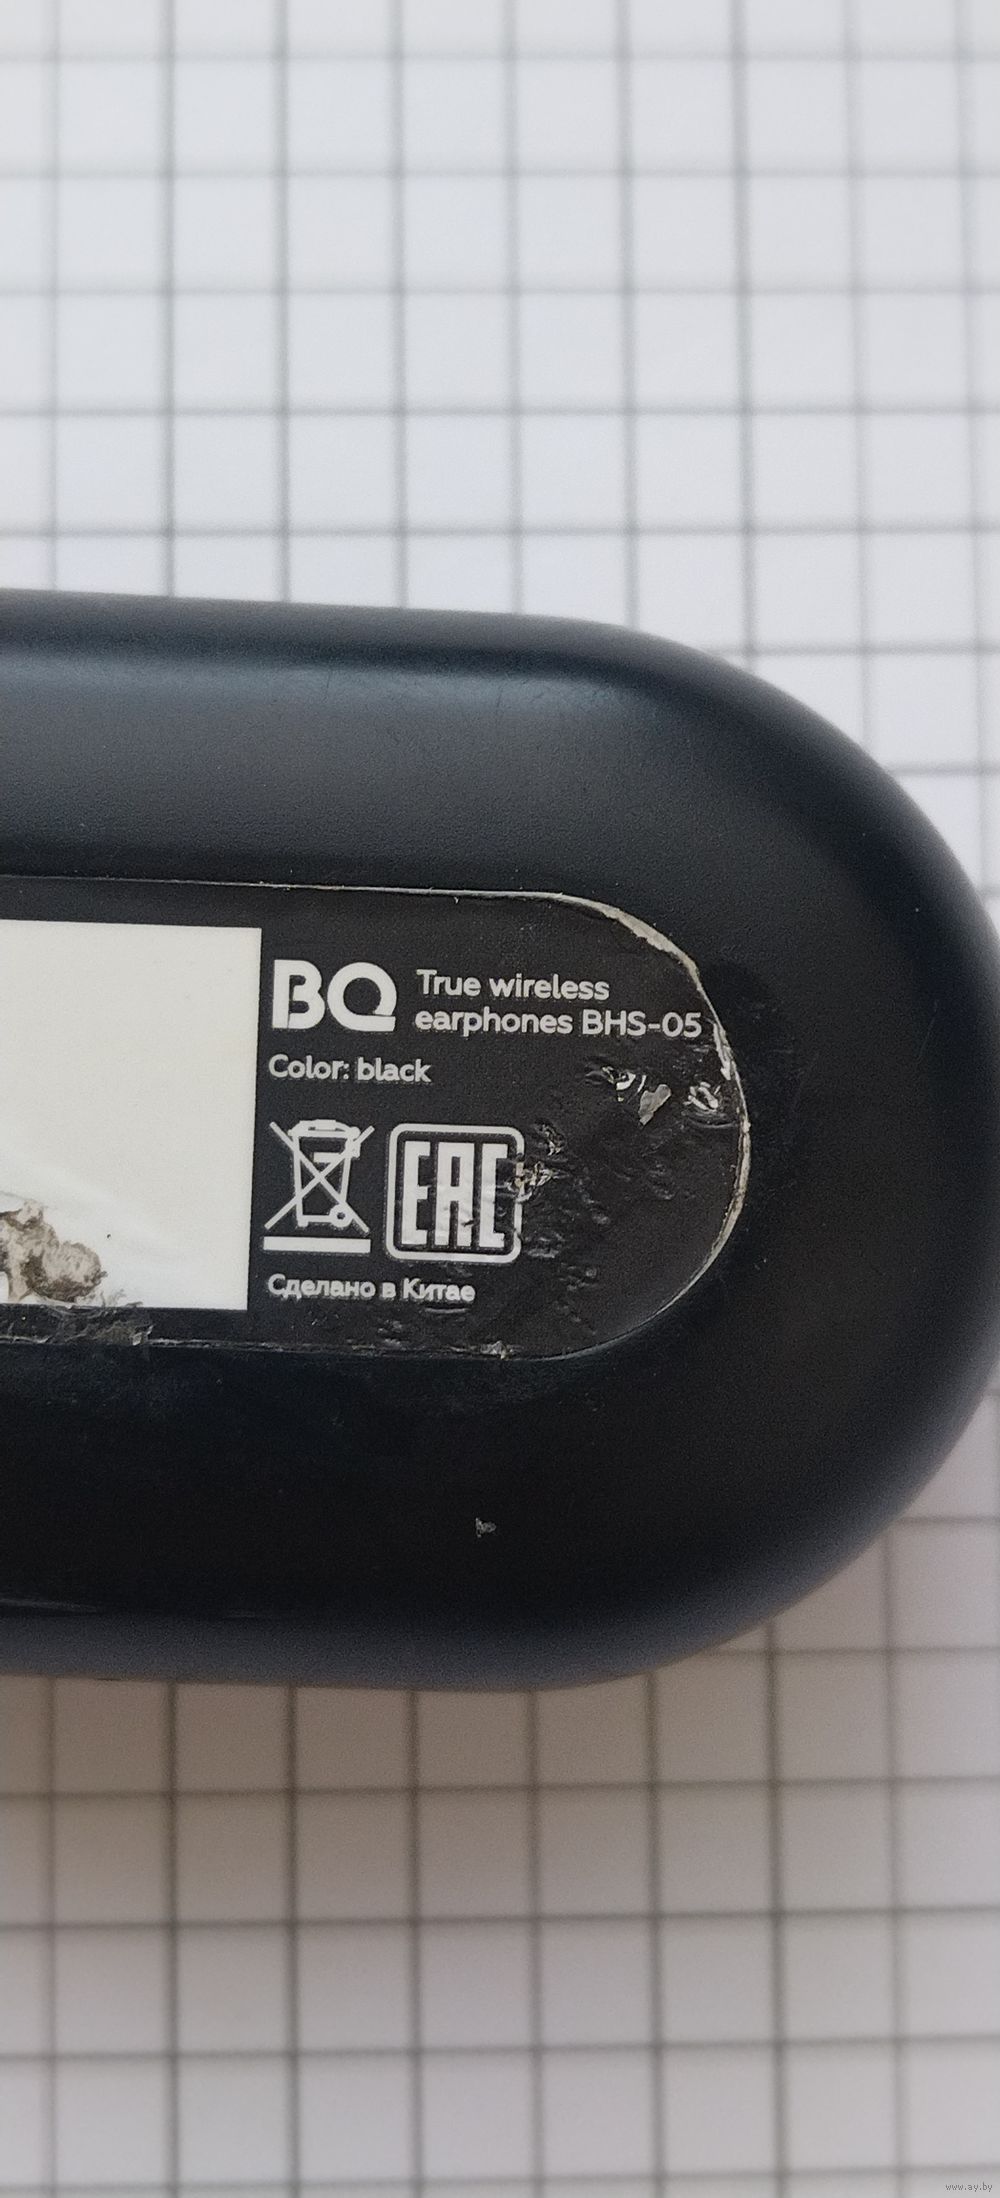 BQ True wireless
earphones BHS-05
Color: black
EAC
Сделано в Китае
www.ay.by